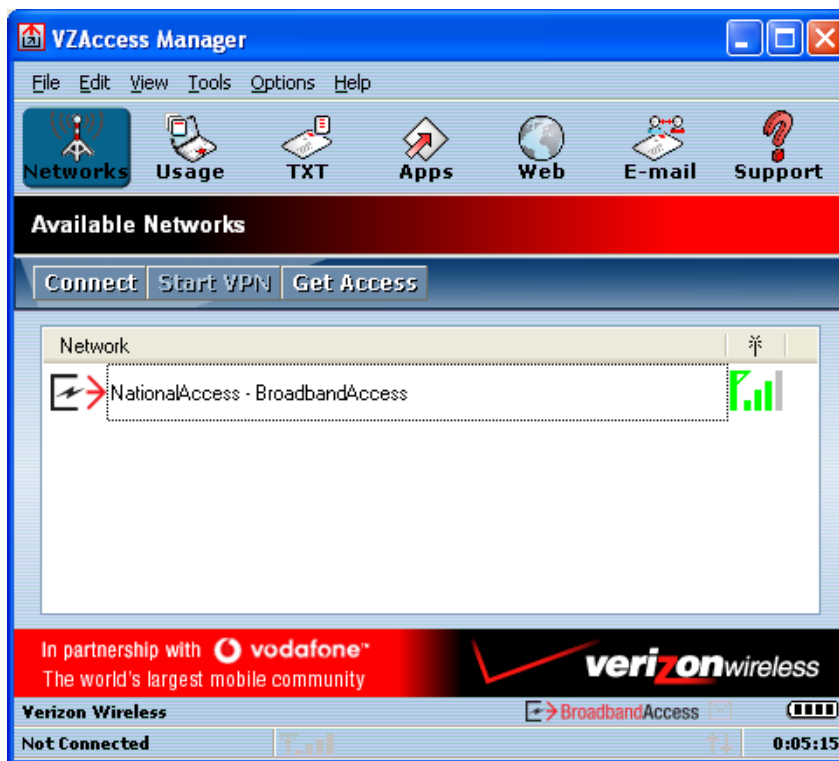 VZAccess Manager
File Edit View Tools Options Help
Networks Usage TXT Apps Web E-mail Support
Available Networks
Connect Start VPN Get Access
Network
NationalAccess - BroadbandAccess
In partnership with vodafone™
The world's largest mobile community
verizonwireless
Verizon Wireless BroadbandAccess
Not Connected 0:05:15